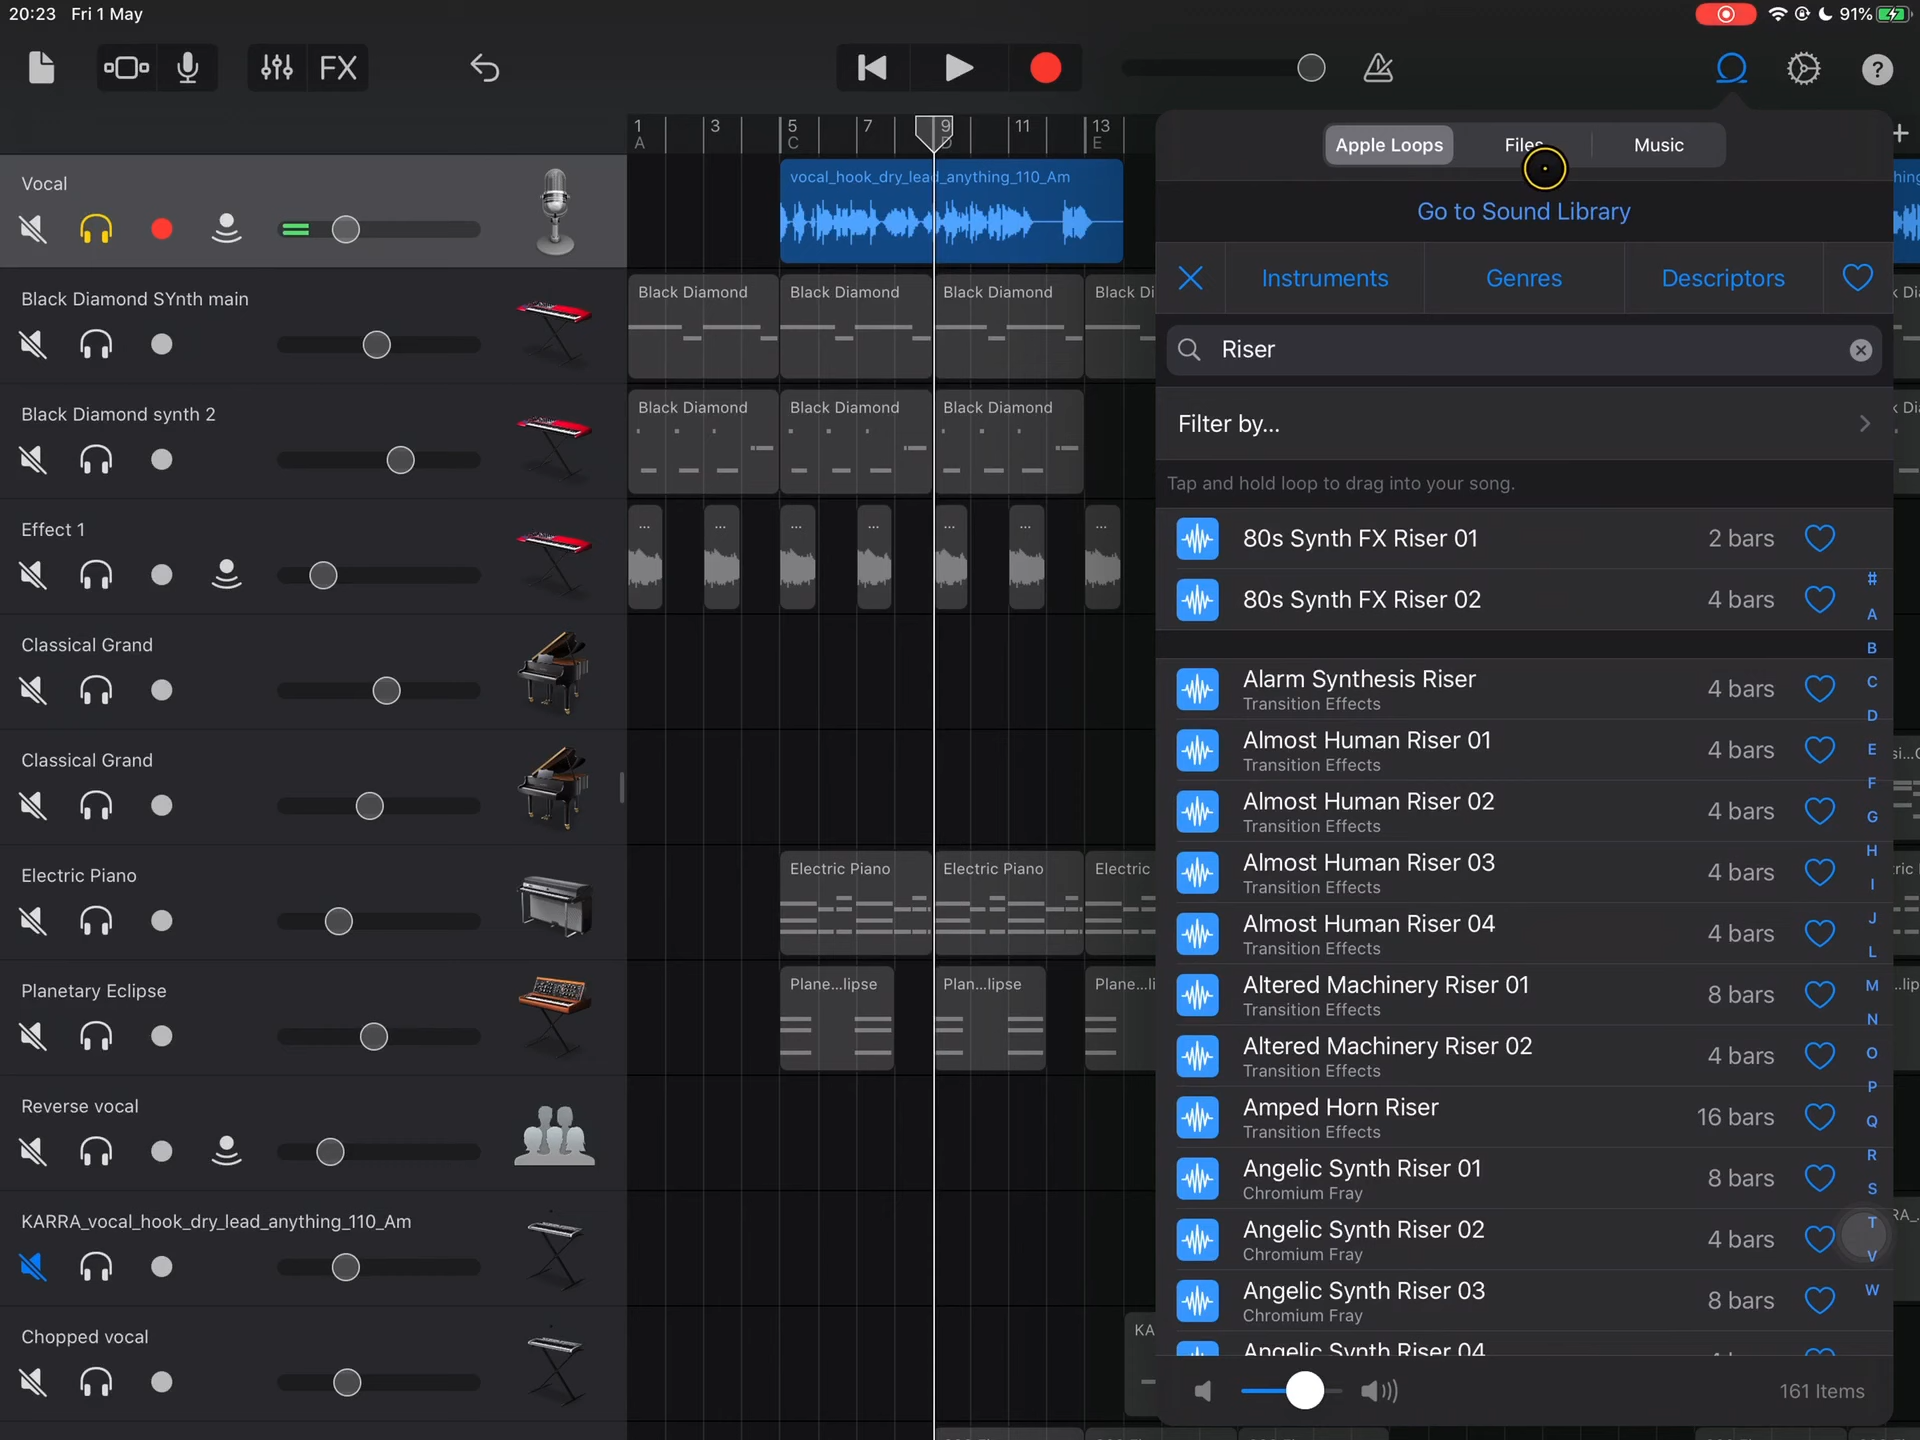 20:23 Fri 1 May
91%
FX
?
1 3 5 7 9 11 13
A C D E
Apple Loops Files Music
Go to Sound Library
Instruments Genres Descriptors
Riser
Filter by...
Tap and hold loop to drag into your song.
80s Synth FX Riser 01 2 bars
80s Synth FX Riser 02 4 bars
Alarm Synthesis Riser 4 bars
Transition Effects
Almost Human Riser 01 4 bars
Transition Effects
Almost Human Riser 02 4 bars
Transition Effects
Almost Human Riser 03 4 bars
Transition Effects
Almost Human Riser 04 4 bars
Transition Effects
Altered Machinery Riser 01 8 bars
Transition Effects
Altered Machinery Riser 02 4 bars
Transition Effects
Amped Horn Riser 16 bars
Transition Effects
Angelic Synth Riser 01 8 bars
Chromium Fray
Angelic Synth Riser 02 4 bars
Chromium Fray
Angelic Synth Riser 03 8 bars
Chromium Fray
Angelic Synth Riser 04
161 Items
#
A
B
C
D
E
F
G
H
I
J
L
M
N
O
P
Q
R
S
T
V
W
Vocal
vocal_hook_dry_lead_anything_110_Am
Black Diamond SYnth main
Black Diamond Black Diamond Black Diamond Black Di
Black Diamond synth 2
Black Diamond Black Diamond Black Diamond
Effect 1
... ... ... ... ... ... ...
Classical Grand
Classical Grand
Electric Piano
Electric Piano Electric Piano Electric
Planetary Eclipse
Plane...lipse Plan...lipse Plane...li
Reverse vocal
KARRA_vocal_hook_dry_lead_anything_110_Am
Chopped vocal
KA